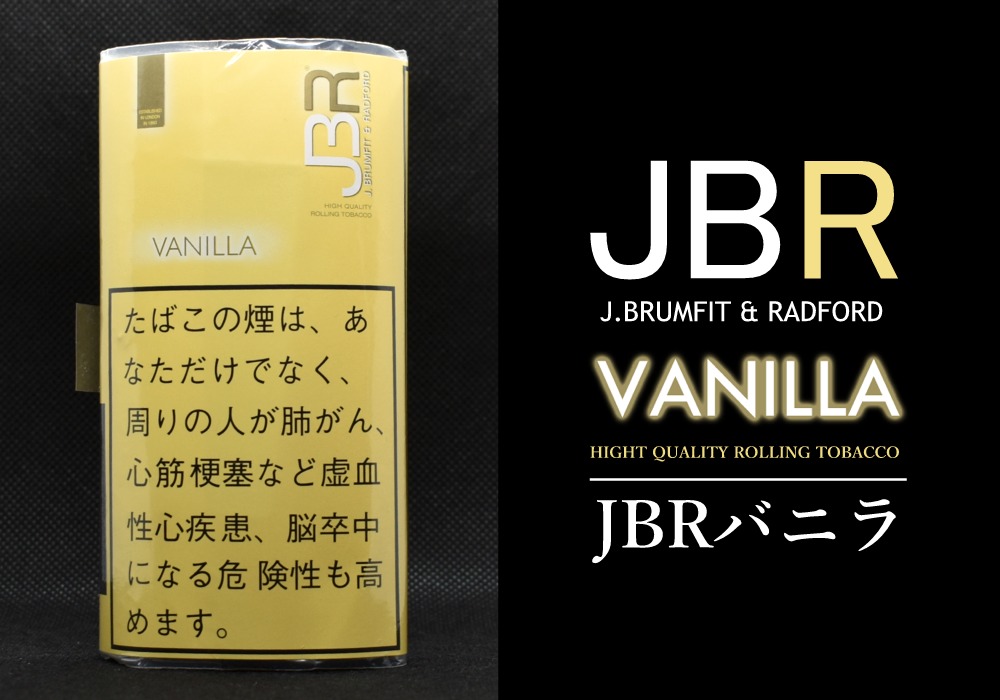 ESTABLISHED
IN LONDON
JBR
J. BRUMFIT & RADFORD
HIGH QUALITY
ROLLING TOBACCO
VANILLA
たばこの煙は、あ
なただけでなく、
周りの人が肺がん、
心筋梗塞など虚血
性心疾患、脳卒中
になる危険性も高
めます。
JBR
J.BRUMFIT & RADFORD
VANILLA
HIGHT QUALITY ROLLING TOBACCO
JBRバニラ